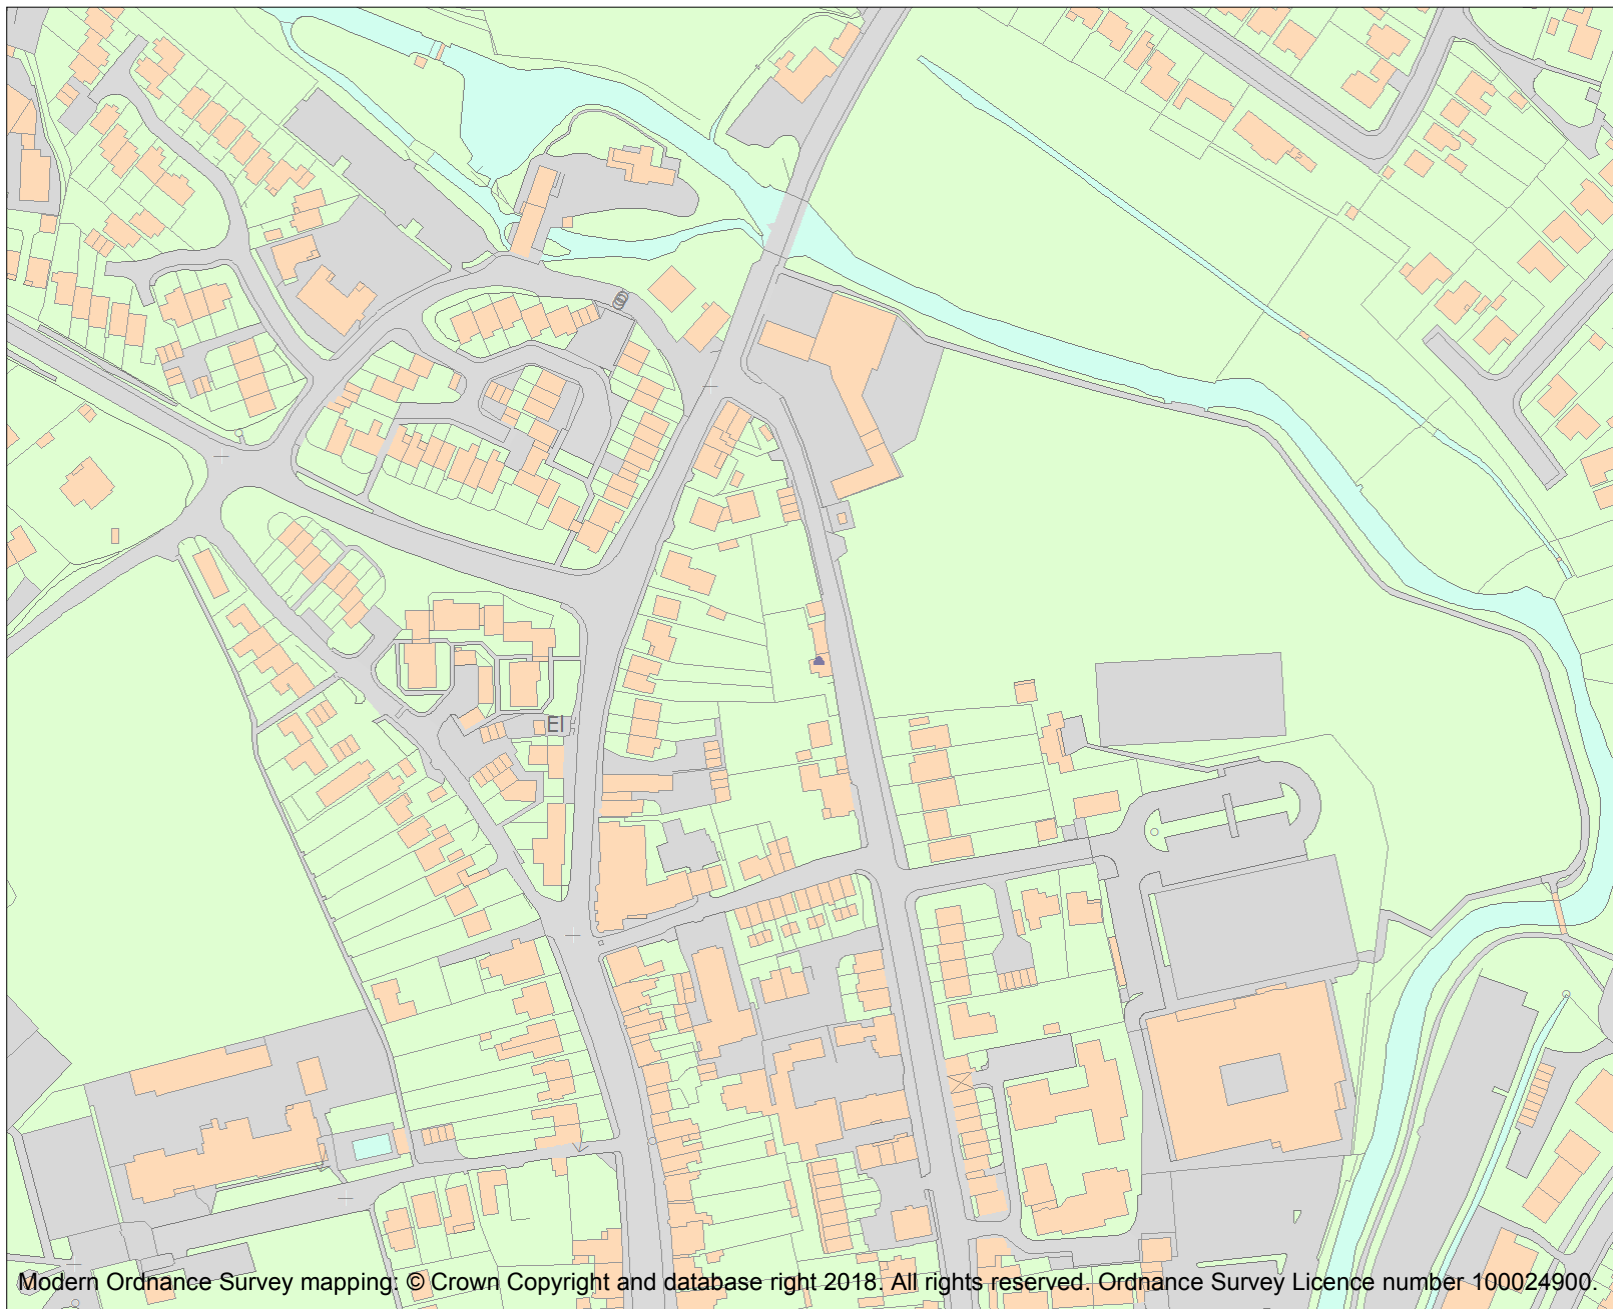 El
Modern Ordnance Survey mapping: © Crown Copyright and database right 2018. All rights reserved. Ordnance Survey Licence number 100024900.